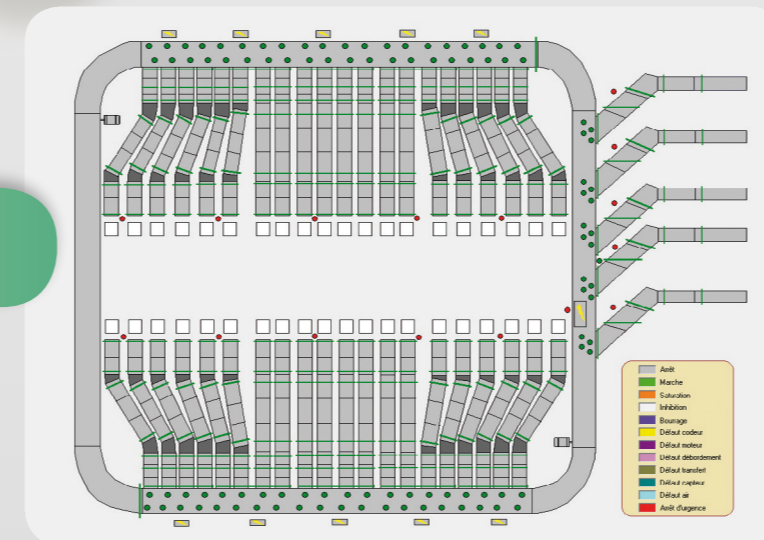 Arrêt
Marche
Saturation
Inhibition
Bourrage
Défaut codeur
Défaut moteur
Défaut débordement
Défaut transfert
Défaut capteur
Défaut air
Arrêt d'urgence